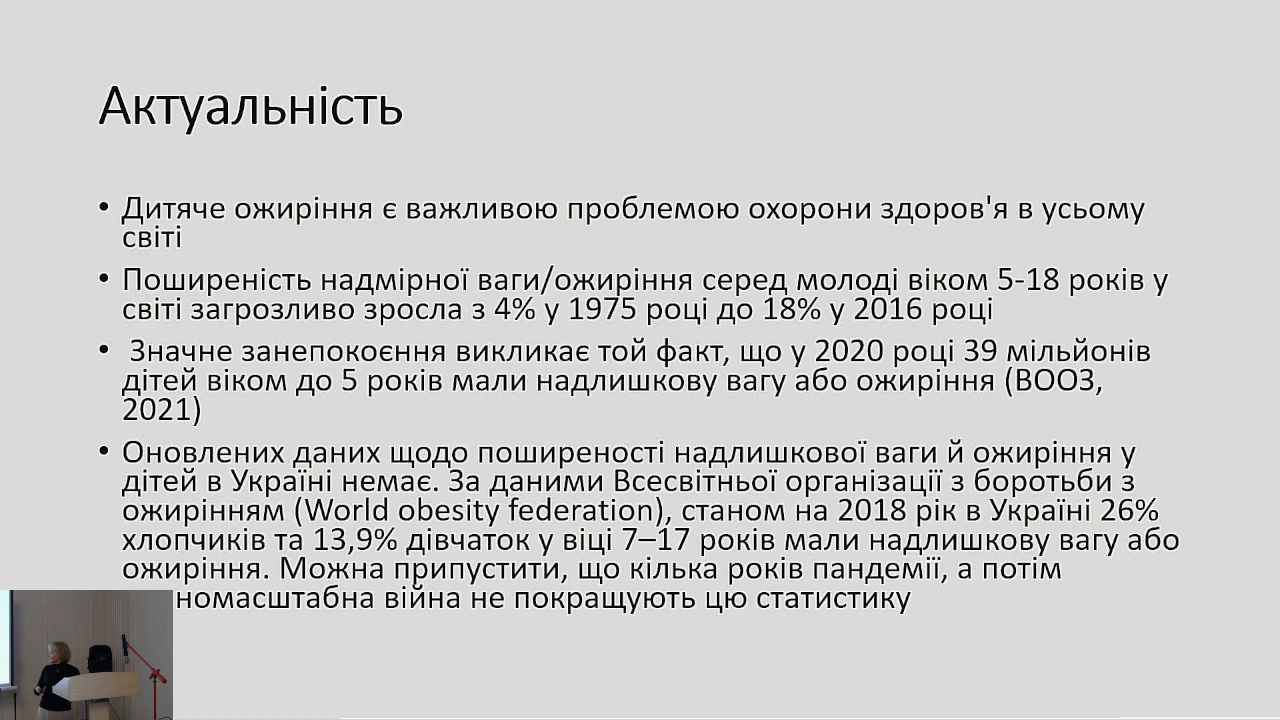 Актуальність
• Дитяче ожиріння є важливою проблемою охорони здоров'я в усьому
світі
• Поширеність надмірної ваги/ожиріння серед молоді віком 5-18 років у
світі загрозливо зросла з 4% у 1975 році до 18% у 2016 році
• Значне занепокоєння викликає той факт, що у 2020 році 39 мільйонів
дітей віком до 5 років мали надлишкову вагу або ожиріння (ВООЗ,
2021)
• Оновлених даних щодо поширеності надлишкової ваги й ожиріння у
дітей в Україні немає. За даними Всесвітньої організації з боротьби з
ожирінням (World obesity federation), станом на 2018 рік в Україні 26%
хлопчиків та 13,9% дівчаток у віці 7–17 років мали надлишкову вагу або
ожиріння. Можна припустити, що кілька років пандемії, а потім
номасштабна війна не покращують цю статистику